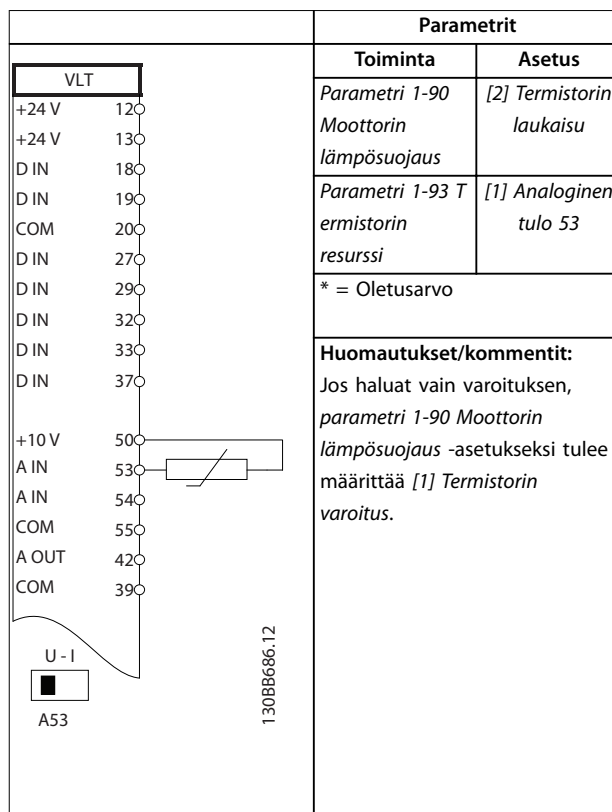 VLT
+24 V 12
+24 V 13
D IN 18
D IN 19
COM 20
D IN 27
D IN 29
D IN 32
D IN 33
D IN 37
+10 V 50
A IN 53
A IN 54
COM 55
A OUT 42
COM 39
U - I
A53
130BB686.12
Parametrit
Toiminta Asetus
Parametri 1-90 [2] Termistorin
Moottorin laukaisu
lämpösuojaus
Parametri 1-93 T [1] Analoginen
ermistorin tulo 53
resurssi
* = Oletusarvo
Huomautukset/kommentit:
Jos haluat vain varoituksen,
parametri 1-90 Moottorin
lämpösuojaus -asetukseksi tulee
määrittää [1] Termistorin
varoitus.